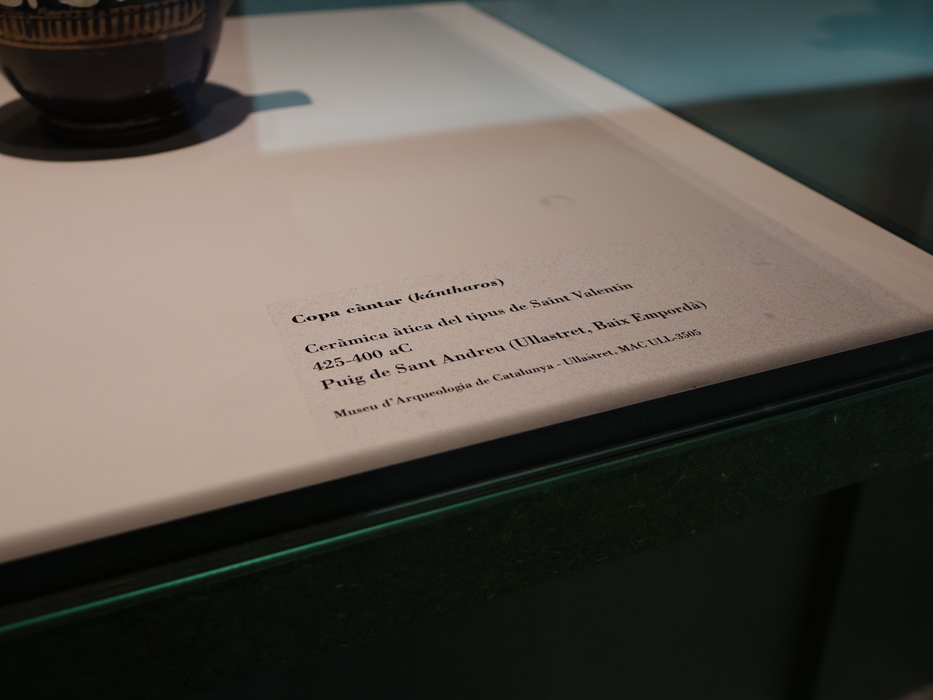 Copa càntar (kántharos)
Ceràmica àtica del tipus de Saint Valentin
425-400 aC
Puig de Sant Andreu (Ullastret, Baix Empordà)
Museu d'Arqueologia de Catalunya - Ullastret, MAC ULL-3505